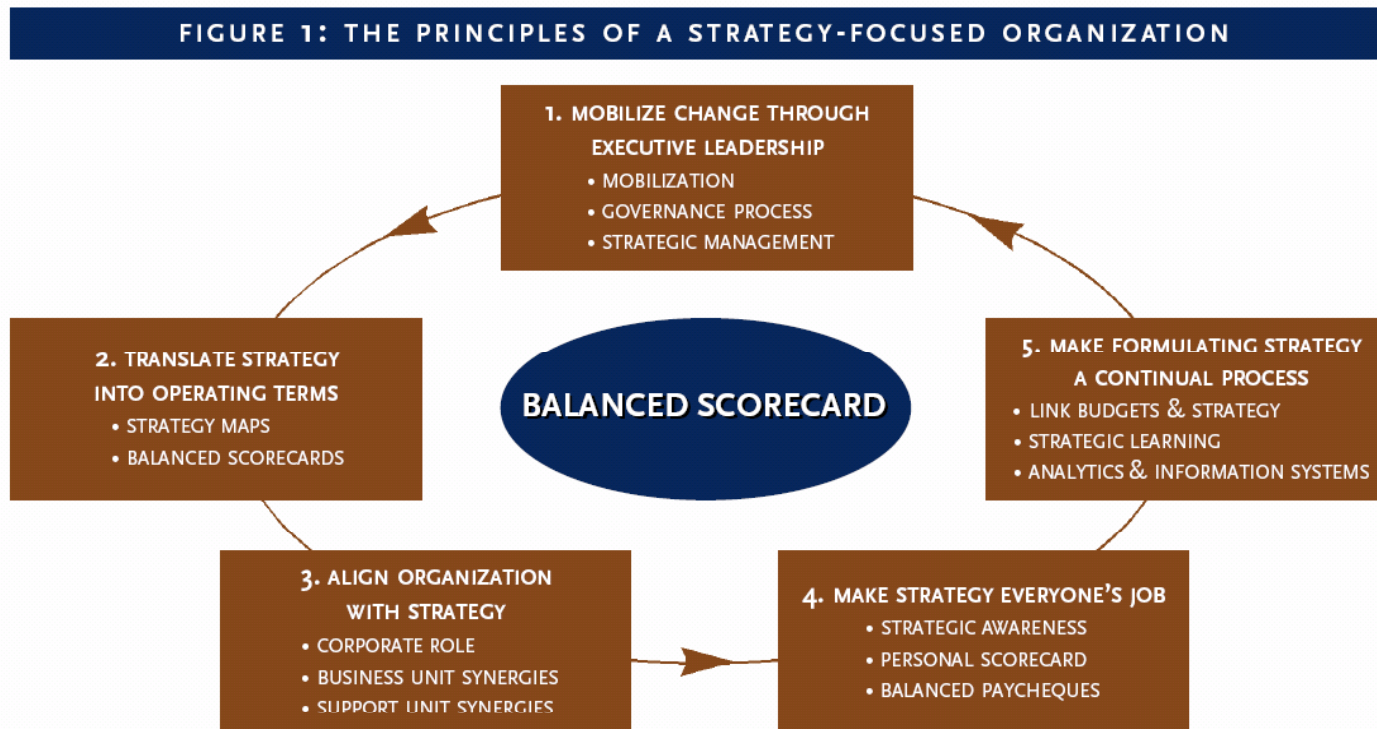 FIGURE 1: THE PRINCIPLES OF A STRATEGY-FOCUSED ORGANIZATION
1. MOBILIZE CHANGE THROUGH
EXECUTIVE LEADERSHIP
• MOBILIZATION
• GOVERNANCE PROCESS
• STRATEGIC MANAGEMENT
2. TRANSLATE STRATEGY
INTO OPERATING TERMS
• STRATEGY MAPS
• BALANCED SCORECARDS
BALANCED SCORECARD
5. MAKE FORMULATING STRATEGY
A CONTINUAL PROCESS
• LINK BUDGETS & STRATEGY
• STRATEGIC LEARNING
• ANALYTICS & INFORMATION SYSTEMS
3. ALIGN ORGANIZATION
WITH STRATEGY
• CORPORATE ROLE
• BUSINESS UNIT SYNERGIES
• SUPPORT UNIT SYNERGIES
4. MAKE STRATEGY EVERYONE'S JOB
• STRATEGIC AWARENESS
• PERSONAL SCORECARD
• BALANCED PAYCHEQUES